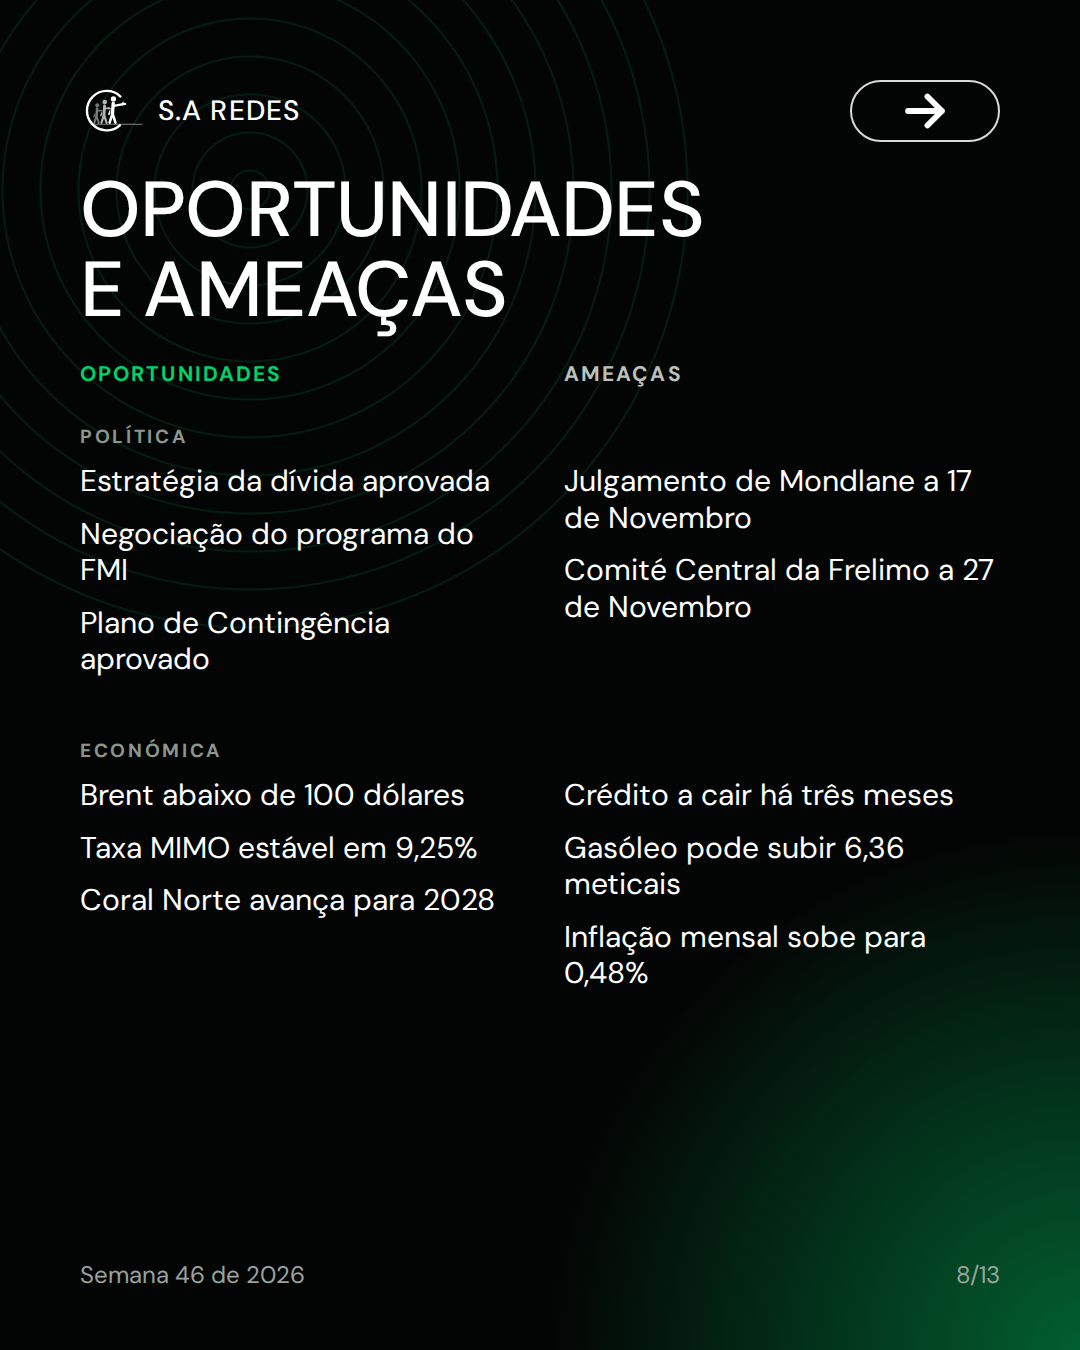 S.A REDES
OPORTUNIDADES
E AMEAÇAS
OPORTUNIDADES
AMEAÇAS
POLÍTICA
Estratégia da dívida aprovada
Negociação do programa do
FMI
Plano de Contingência
aprovado
Julgamento de Mondlane a 17
de Novembro
Comité Central da Frelimo a 27
de Novembro
ECONÓMICA
Brent abaixo de 100 dólares
Taxa MIMO estável em 9,25%
Coral Norte avança para 2028
Crédito a cair há três meses
Gasóleo pode subir 6,36
meticais
Inflação mensal sobe para
0,48%
Semana 46 de 2026
8/13